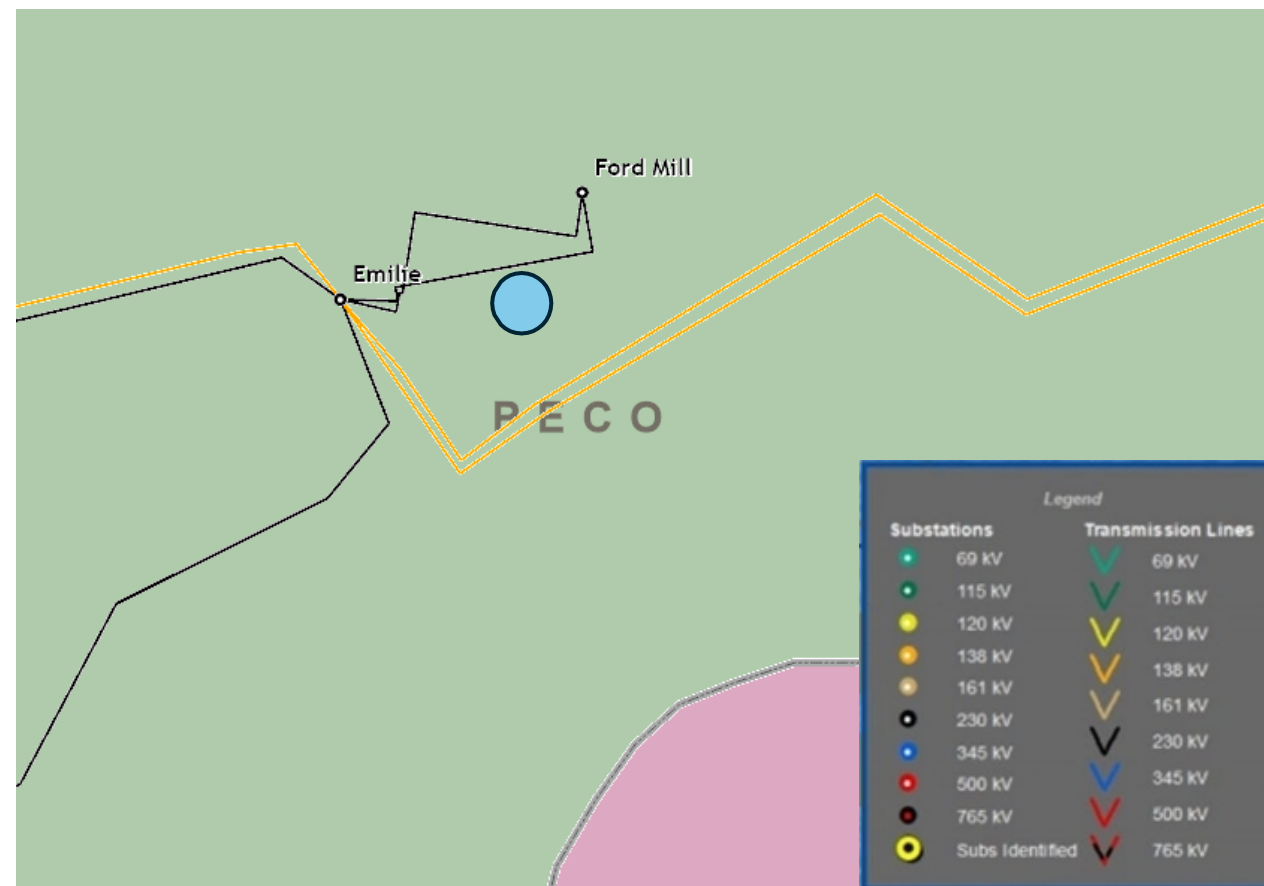 Ford Mill
Emilie
PECO
Legend
Substations Transmission Lines
69 kV 69 kV
115 kV 115 kV
120 kV 120 kV
138 kV 138 kV
161 kV 161 kV
230 kV 230 kV
345 kV 345 kV
500 kV 500 kV
765 kV 765 kV
Subs Identified